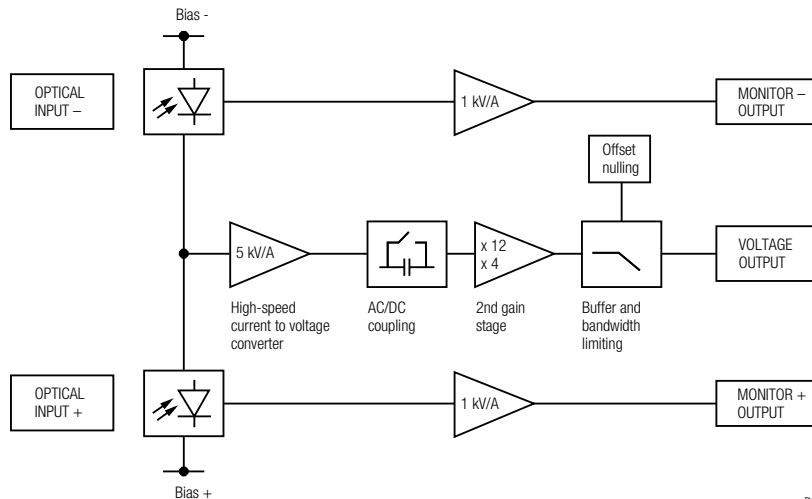 Bias -
OPTICAL
INPUT –
1 kV/A
MONITOR –
OUTPUT
Offset
nulling
5 kV/A
x 12
x 4
VOLTAGE
OUTPUT
High-speed
current to voltage
converter
AC/DC
coupling
2nd gain
stage
Buffer and
bandwidth
limiting
OPTICAL
INPUT +
1 kV/A
MONITOR +
OUTPUT
Bias +